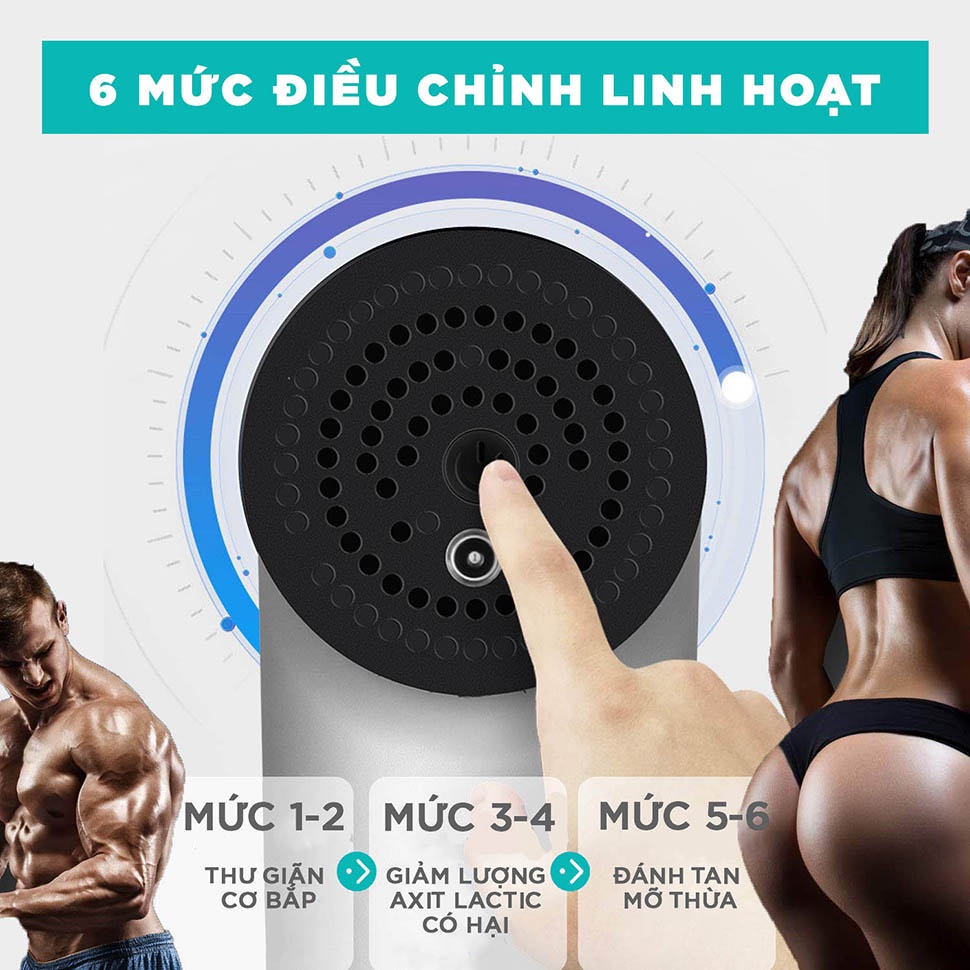 6 MỨC ĐIỀU CHỈNH LINH HOẠT
MỨC 1-2
THƯ GIÃN
CƠ BẮP
MỨC 3-4
GIẢM LƯỢNG
AXIT LACTIC
CÓ HẠI
MỨC 5-6
ĐÁNH TAN
MỠ THỪA